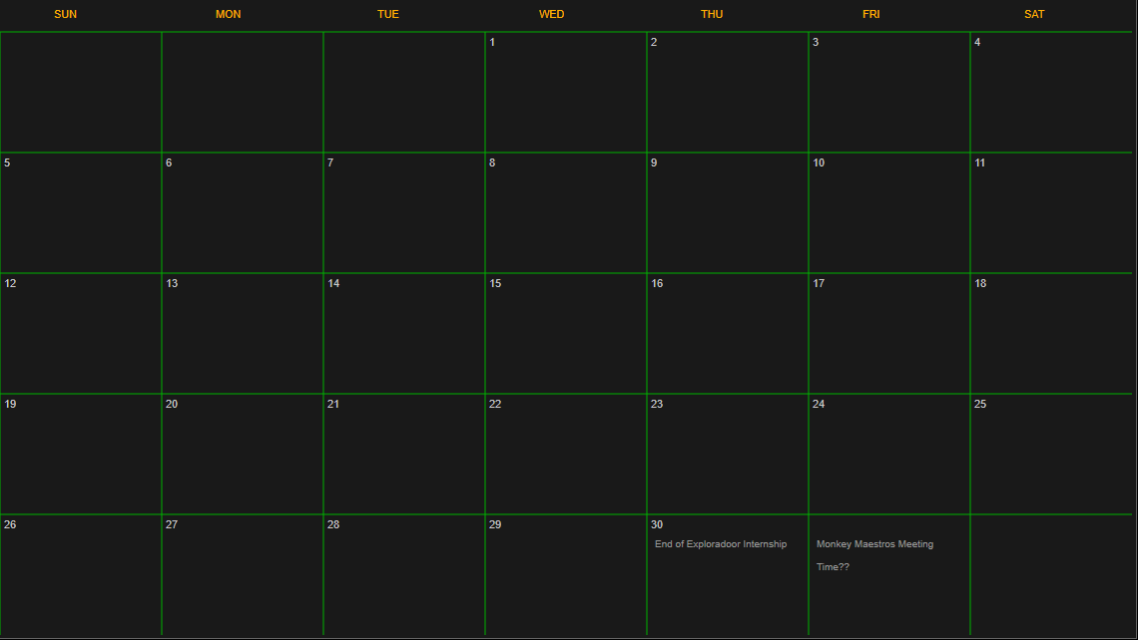 SUN MON TUE WED THU FRI SAT
1 2 3 4
5 6 7 8 9 10 11
12 13 14 15 16 17 18
19 20 21 22 23 24 25
26 27 28 29 30
End of Exploradoor Internship Monkey Maestros Meeting
Time??